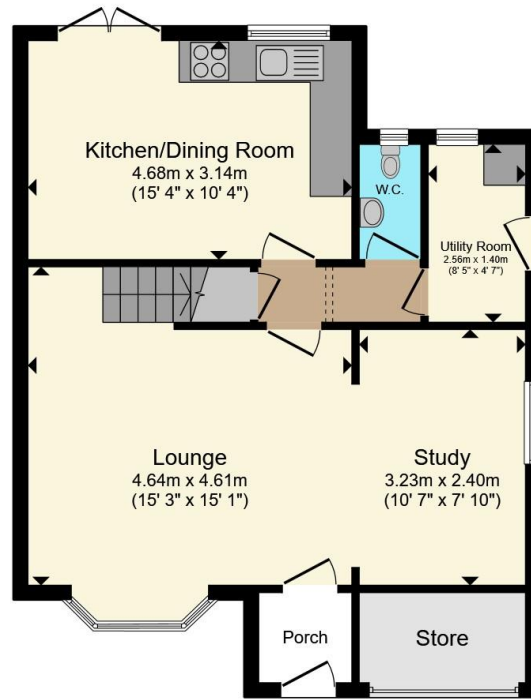 Kitchen/Dining Room
4.68m x 3.14m
(15' 4" x 10' 4")
W.C.
Utility Room
2.56m x 1.40m
(8' 5" x 4' 7")
Lounge
4.64m x 4.61m
(15' 3" x 15' 1")
Study
3.23m x 2.40m
(10' 7" x 7' 10")
Porch
Store